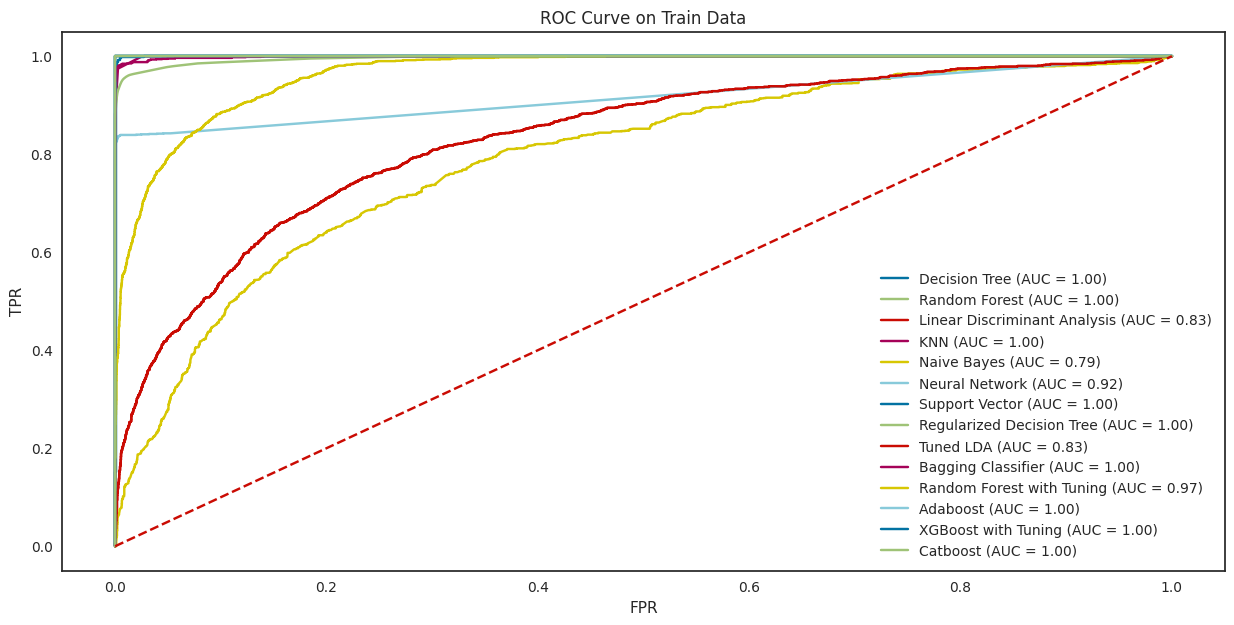 ROC Curve on Train Data
1.0
0.8
0.6
0.4
0.2
0.0
TPR
0.0
0.2
0.4
0.6
0.8
1.0
FPR
Decision Tree (AUC = 1.00)
Random Forest (AUC = 1.00)
Linear Discriminant Analysis (AUC = 0.83)
KNN (AUC = 1.00)
Naive Bayes (AUC = 0.79)
Neural Network (AUC = 0.92)
Support Vector (AUC = 1.00)
Regularized Decision Tree (AUC = 1.00)
Tuned LDA (AUC = 0.83)
Bagging Classifier (AUC = 1.00)
Random Forest with Tuning (AUC = 0.97)
Adaboost (AUC = 1.00)
XGBoost with Tuning (AUC = 1.00)
Catboost (AUC = 1.00)